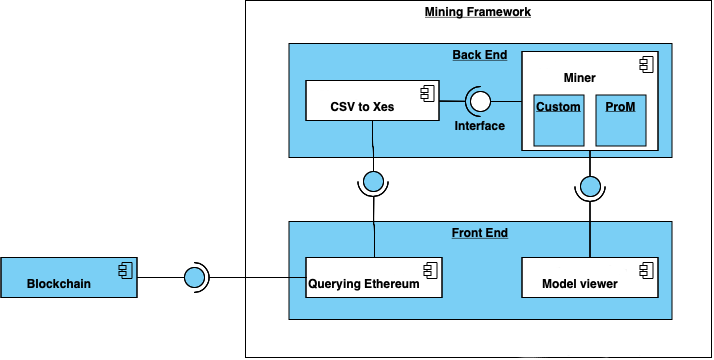 Mining Framework
Back End
Miner
CSV to Xes
Custom
ProM
Interface
Front End
Blockchain
Querying Ethereum
Model viewer